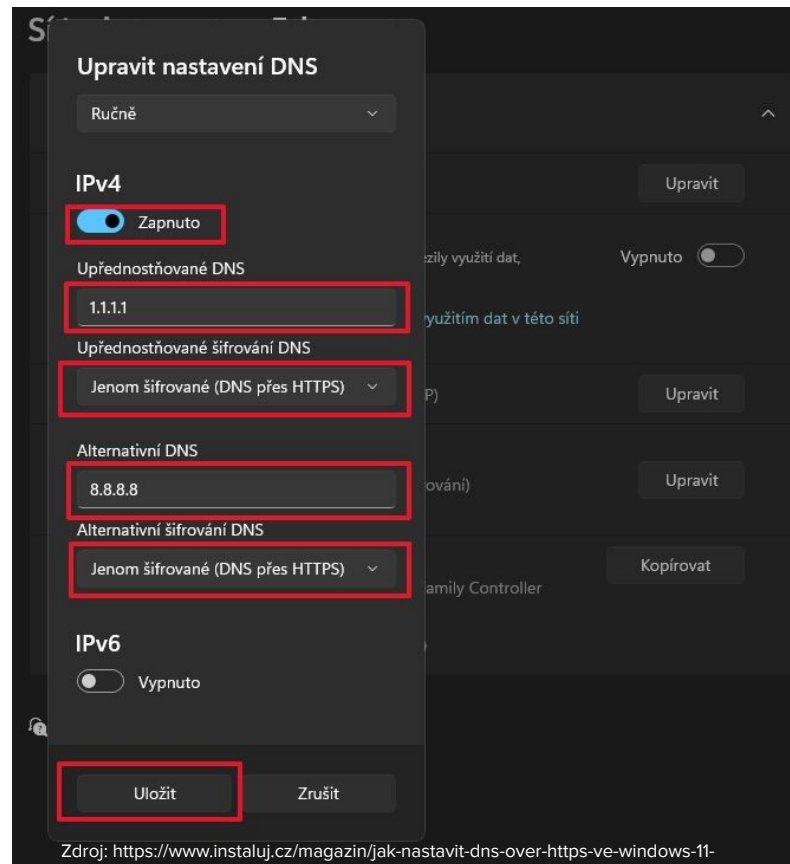 Upravit nastavení DNS
Ručně
IPv4
Upravit
Zapnuto
Upřednostňované DNS
využití dat,
Vypnuto
1.1.1.1
využitím dat v této síti
Upřednostňované šifrování DNS
Jenom šifrované (DNS přes HTTPS)
Upravit
Alternativní DNS
8.8.8.8
Upravit
Alternativní šifrování DNS
Jenom šifrované (DNS přes HTTPS)
Kopírovat
Family Controller
IPv6
Vypnuto
Uložit
Zrušit
Zdroj: https://www.instaluj.cz/magazin/jak-nastavit-dns-over-https-ve-windows-11-